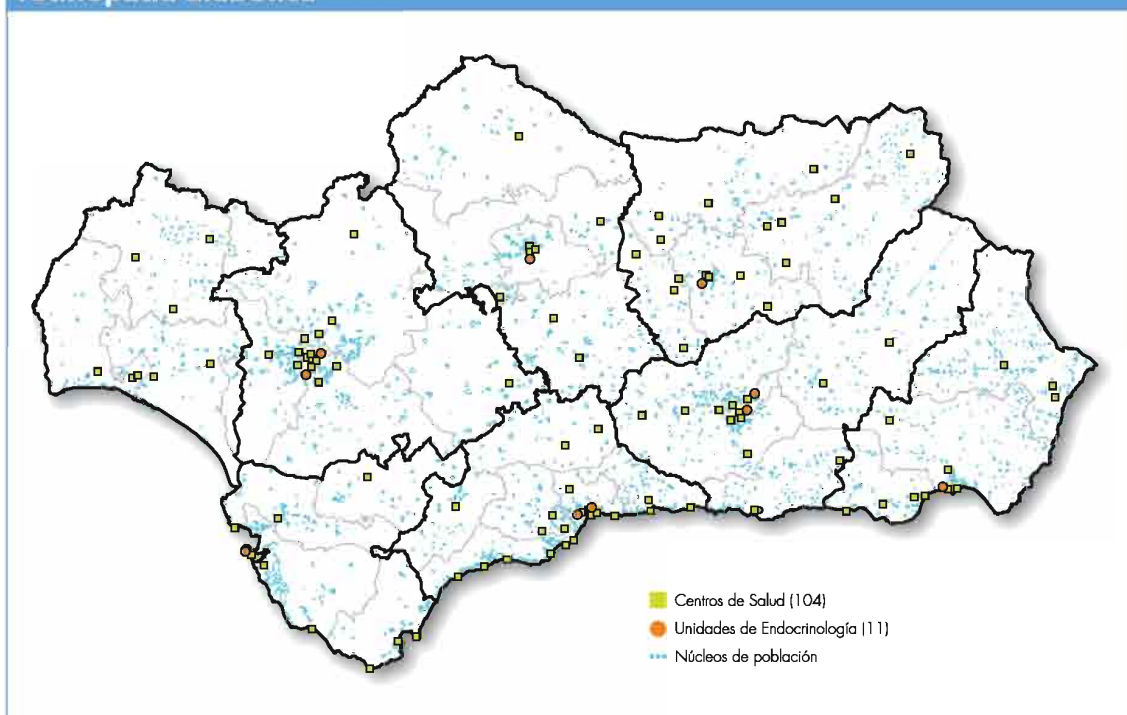 Centros de Salud (104)
Unidades de Endocrinología (11)
Núcleos de población